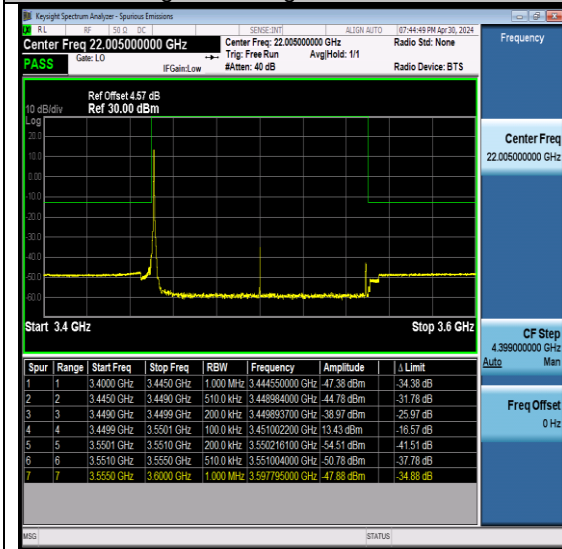 Keysight Spectrum Analyzer - Spurious Emissions
RL RF 50 Ω DC SENSE:INT ALIGN AUTO 07:44:49 PM Apr 30, 2024
Center Freq 22.005000000 GHz
Center Freq: 22.005000000 GHz
Radio Std: None
PASS
Gate: LO
Trig: Free Run Avg|Hold: 1/1
IFGain:Low
#Atten: 40 dB
Radio Device: BTS
Ref Offset 4.57 dB
10 dB/div Ref 30.00 dBm
Log
20.0
10.0
0.00
-10.0
-20.0
-30.0
-40.0
-50.0
-60.0
Start 3.4 GHz Stop 3.6 GHz
Spur Range Start Freq Stop Freq RBW Frequency Amplitude Δ Limit
1 1 3.4000 GHz 3.4450 GHz 1.000 MHz 3.444550000 GHz -47.38 dBm -34.38 dB
2 2 3.4450 GHz 3.4490 GHz 510.0 kHz 3.448984000 GHz -44.78 dBm -31.78 dB
3 3 3.4490 GHz 3.4499 GHz 200.0 kHz 3.449893700 GHz -38.97 dBm -25.97 dB
4 4 3.4499 GHz 3.5501 GHz 100.0 kHz 3.451002200 GHz 13.43 dBm -16.57 dB
5 5 3.5501 GHz 3.5510 GHz 200.0 kHz 3.550216100 GHz -54.51 dBm -41.51 dB
6 6 3.5510 GHz 3.5550 GHz 510.0 kHz 3.551004000 GHz -50.78 dBm -37.78 dB
7 7 3.5550 GHz 3.6000 GHz 1.000 MHz 3.597795000 GHz -47.88 dBm -34.88 dB
MSG STATUS
Frequency
Center Freq
22.005000000 GHz
CF Step
4.399000000 GHz
Auto Man
Freq Offset
0 Hz